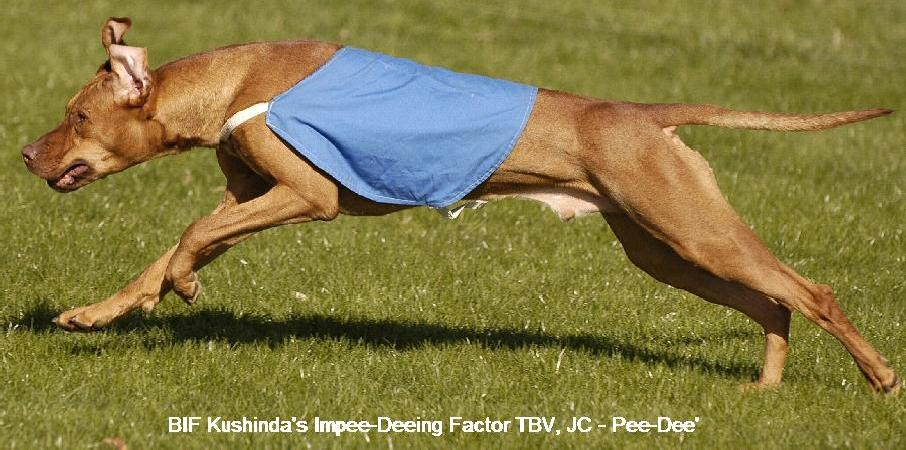 BIF Kushinda's Impee-Deeing Factor TBV, JC - Pee-Dee'